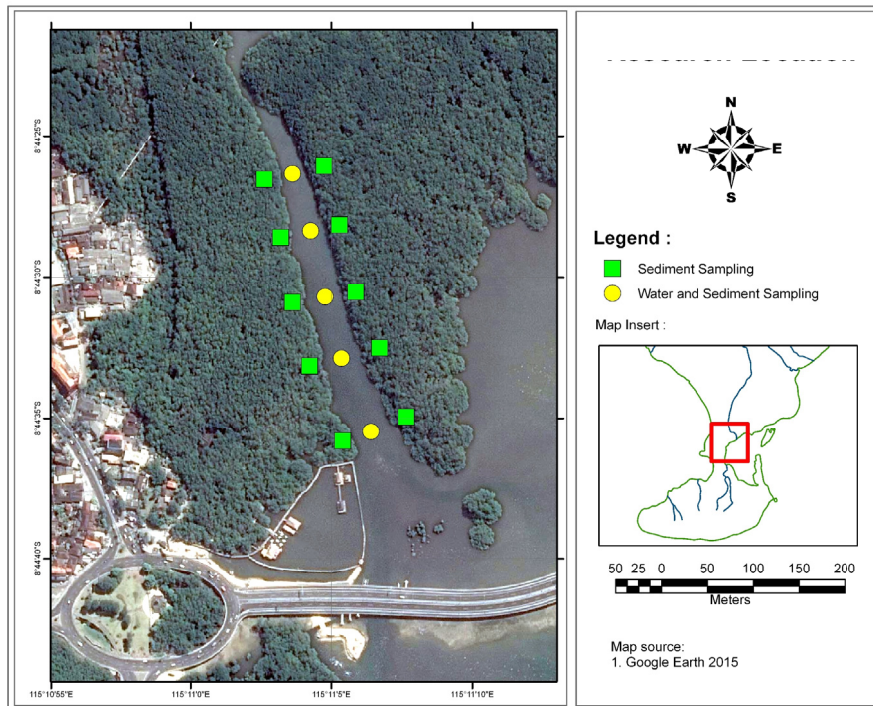 8°44'25"S
8°44'30"S
8°44'35"S
8°44'40"S
115°10'55"E
115°11'0"E
115°11'5"E
115°11'10"E
N
W E
S
Legend :
Sediment Sampling
Water and Sediment Sampling
Map Insert :
50 25 0 50 100 150 200
Meters
Map source:
1. Google Earth 2015